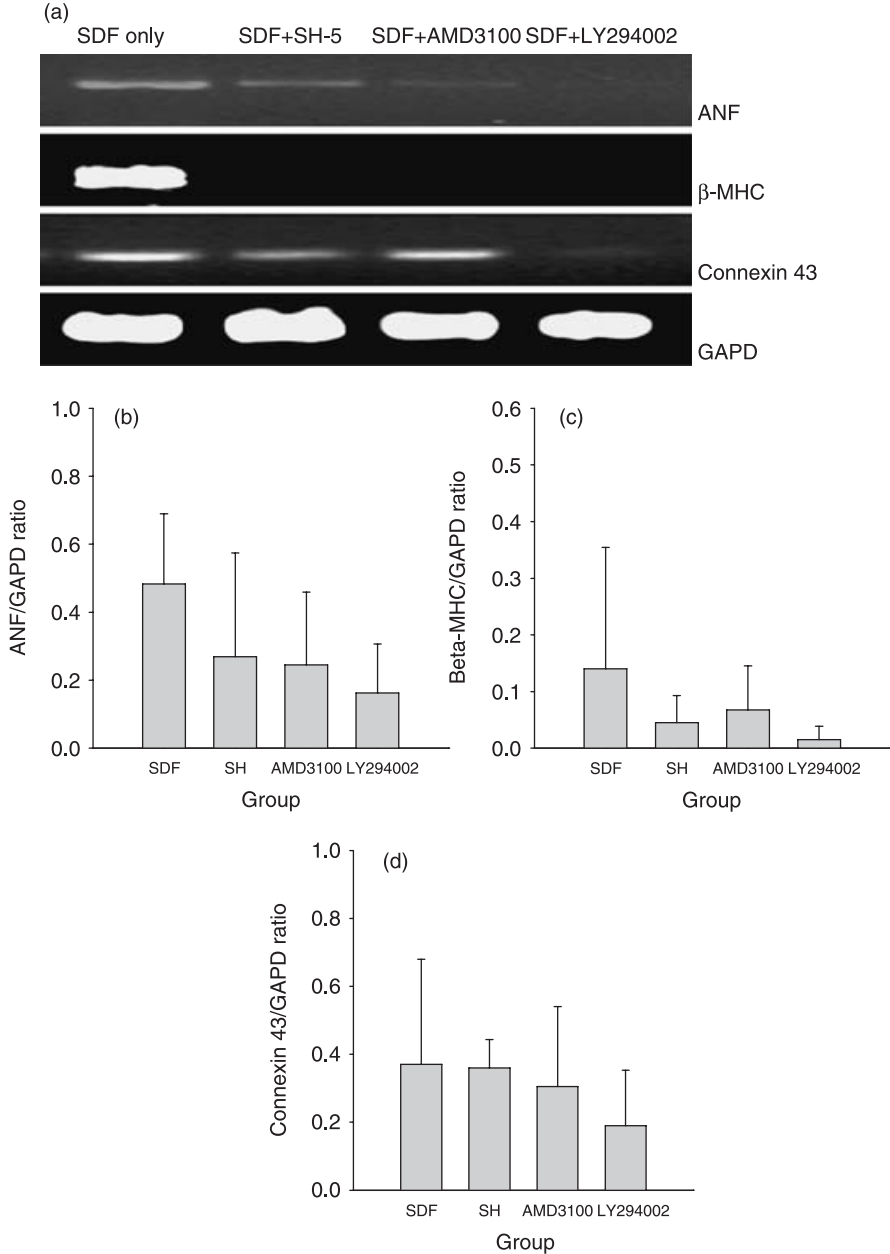 (a)
SDF only SDF+SH-5 SDF+AMD3100 SDF+LY294002
ANF
β-MHC
Connexin 43
GAPD
(b)
ANF/GAPD ratio
1.0
0.8
0.6
0.4
0.2
0.0
SDF SH AMD3100 LY294002
Group
(c)
Beta-MHC/GAPD ratio
0.6
0.5
0.4
0.3
0.2
0.1
0.0
SDF SH AMD3100 LY294002
Group
(d)
Connexin 43/GAPD ratio
1.0
0.8
0.6
0.4
0.2
0.0
SDF SH AMD3100 LY294002
Group